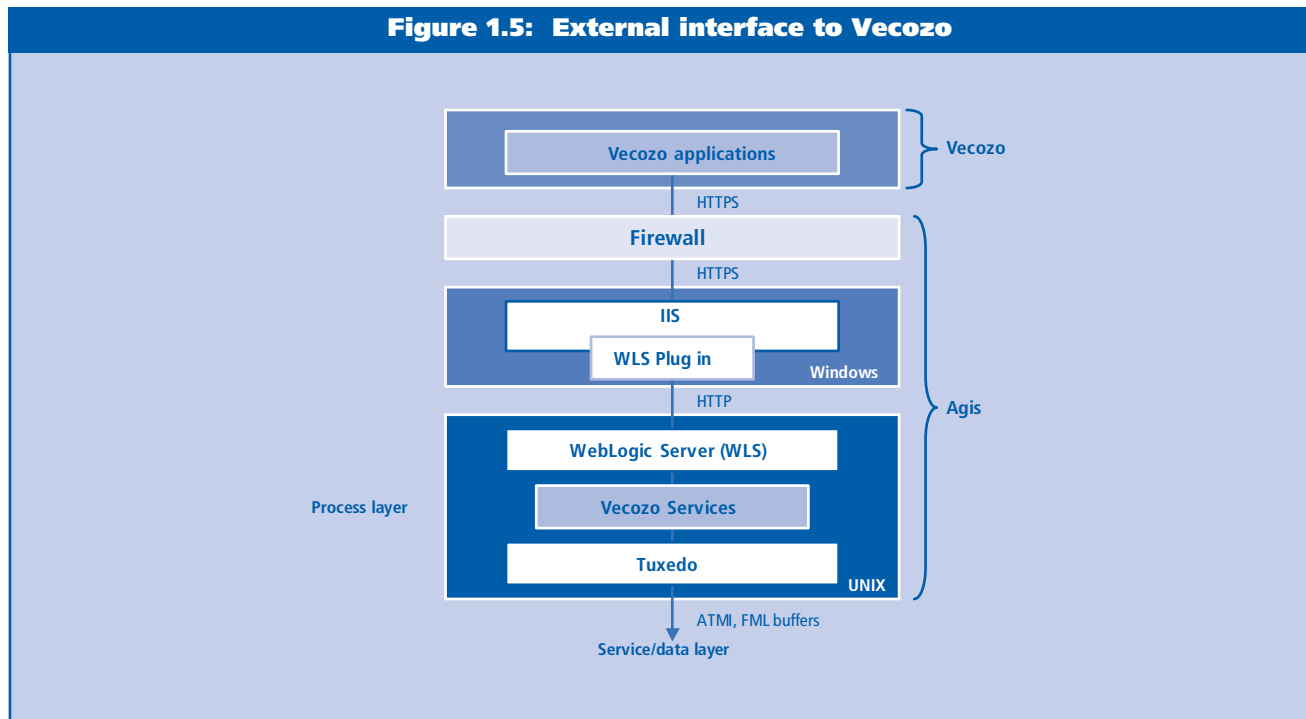 Figure 1.5: External interface to Vecozo
Vecozo applications
Vecozo
HTTPS
Firewall
HTTPS
IIS
WLS Plug in
Windows
HTTP
Agis
WebLogic Server (WLS)
Process layer
Vecozo Services
Tuxedo
UNIX
ATMI, FML buffers
Service/data layer